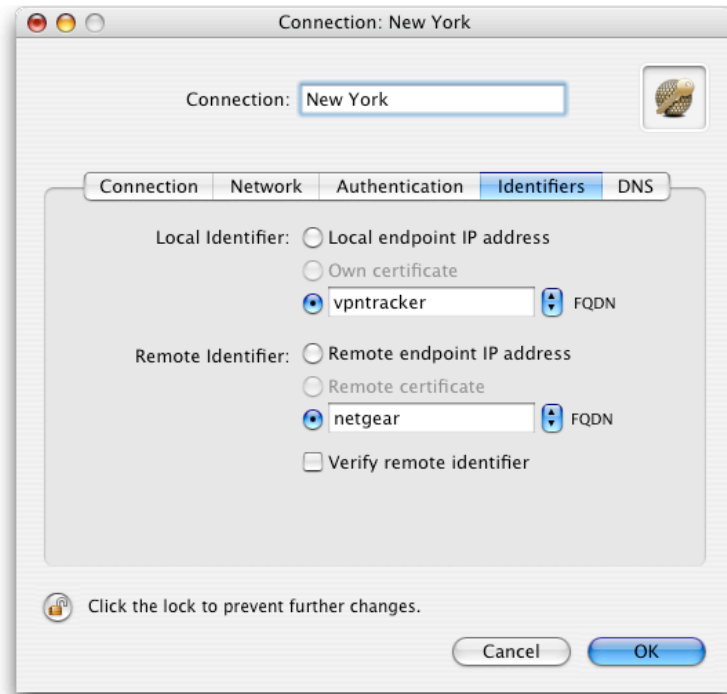 Connection: New York
Connection: New York
Connection Network Authentication Identifiers DNS
Local Identifier: Local endpoint IP address
Own certificate
vpntracker FQDN
Remote Identifier: Remote endpoint IP address
Remote certificate
netgear FQDN
Verify remote identifier
Click the lock to prevent further changes.
Cancel OK